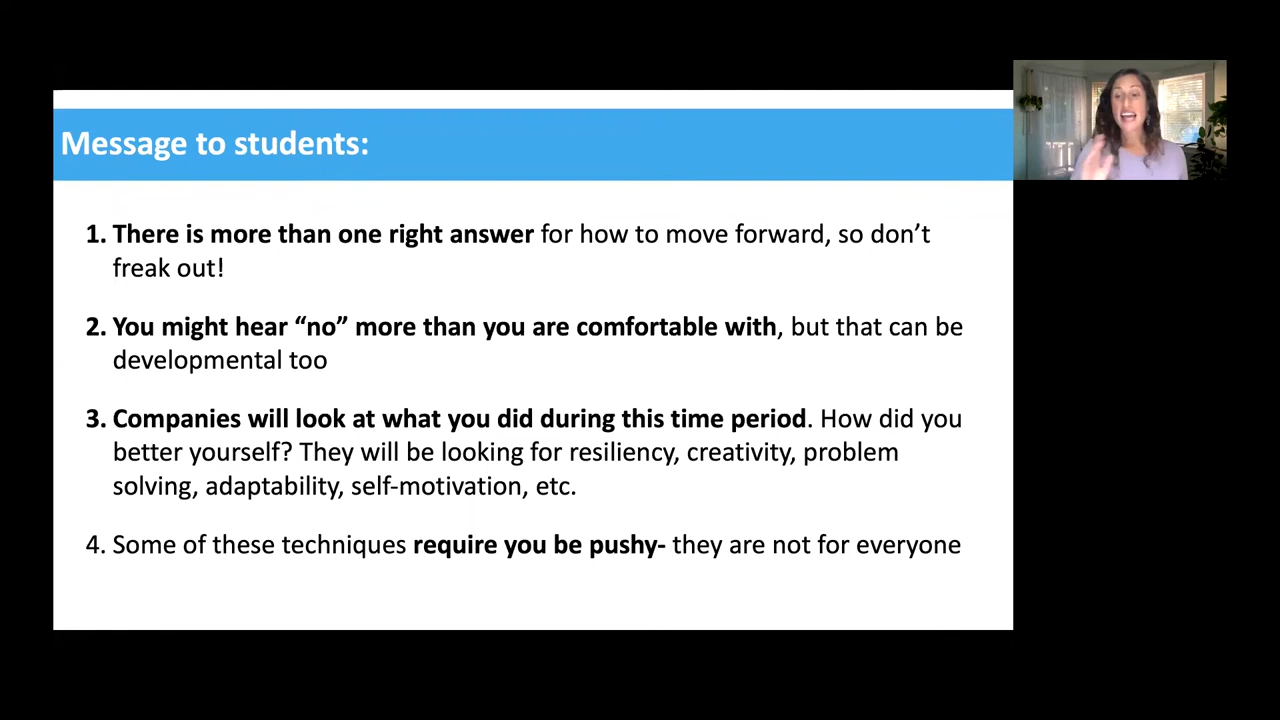 Message to students:
1. There is more than one right answer for how to move forward, so don’t
freak out!
2. You might hear “no” more than you are comfortable with, but that can be
developmental too
3. Companies will look at what you did during this time period. How did you
better yourself? They will be looking for resiliency, creativity, problem
solving, adaptability, self-motivation, etc.
4. Some of these techniques require you be pushy- they are not for everyone